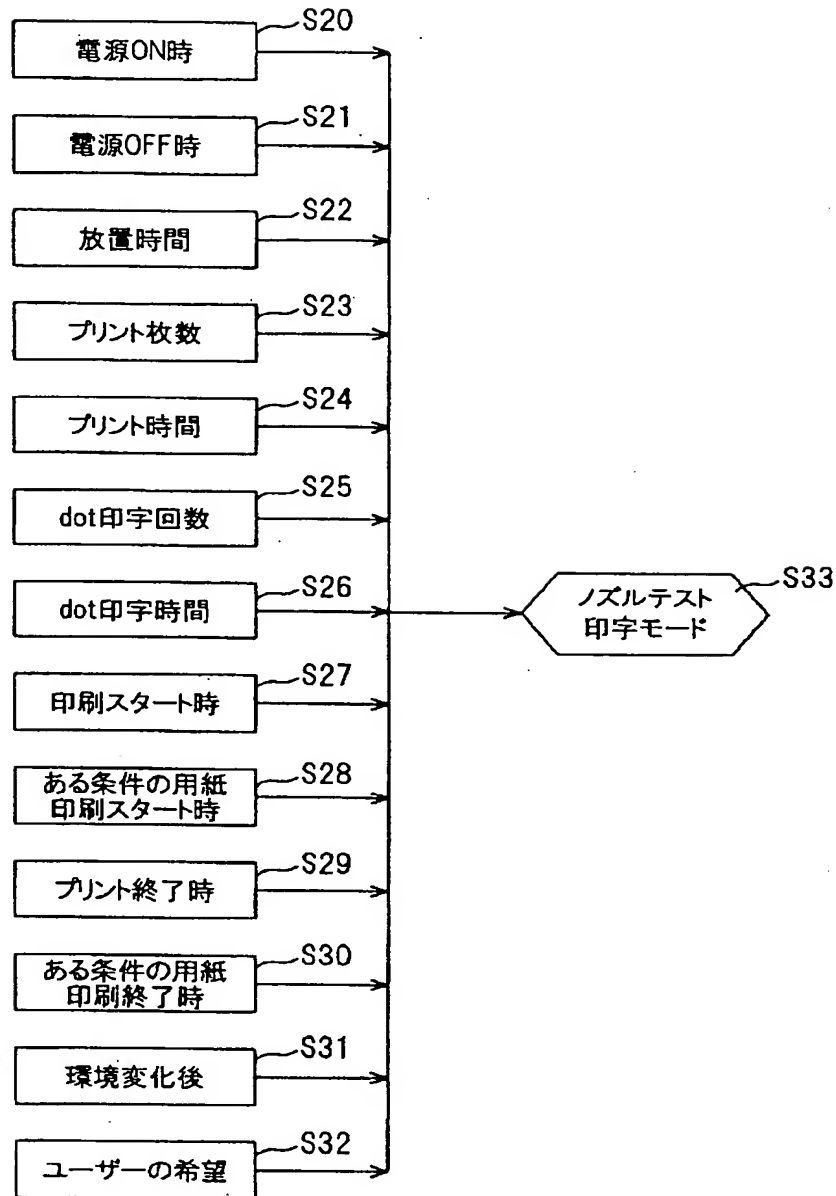 電源ON時
S20
電源OFF時
S21
放置時間
S22
プリント枚数
S23
プリント時間
S24
dot印字回数
S25
dot印字時間
S26
印刷スタート時
S27
ある条件の用紙
印刷スタート時
S28
プリント終了時
S29
ある条件の用紙
印刷終了時
S30
環境変化後
S31
ユーザーの希望
S32
ノズルテスト
印字モード
S33